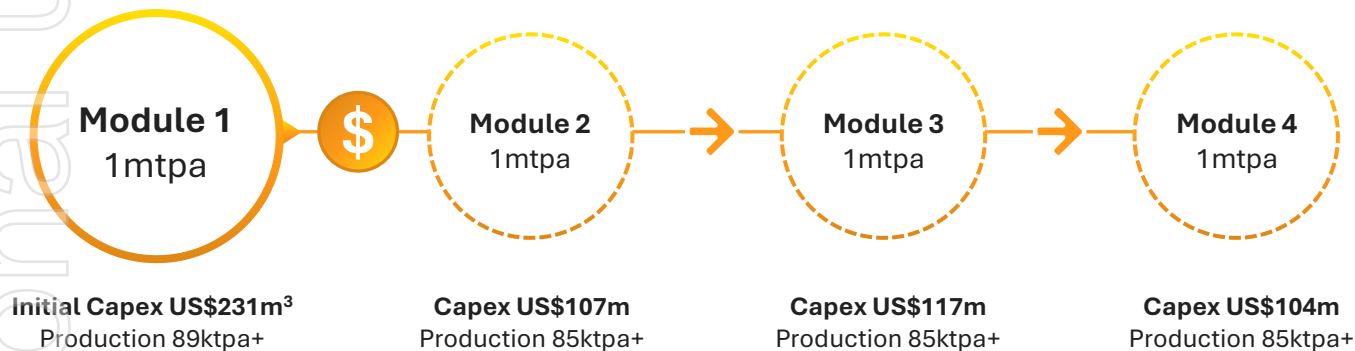 Module 1
1mtpa
$
Module 2
1mtpa
Module 3
1mtpa
Module 4
1mtpa
Initial Capex US$231m³
Production 89ktpa+
Capex US$107m
Production 85ktpa+
Capex US$117m
Production 85ktpa+
Capex US$104m
Production 85ktpa+